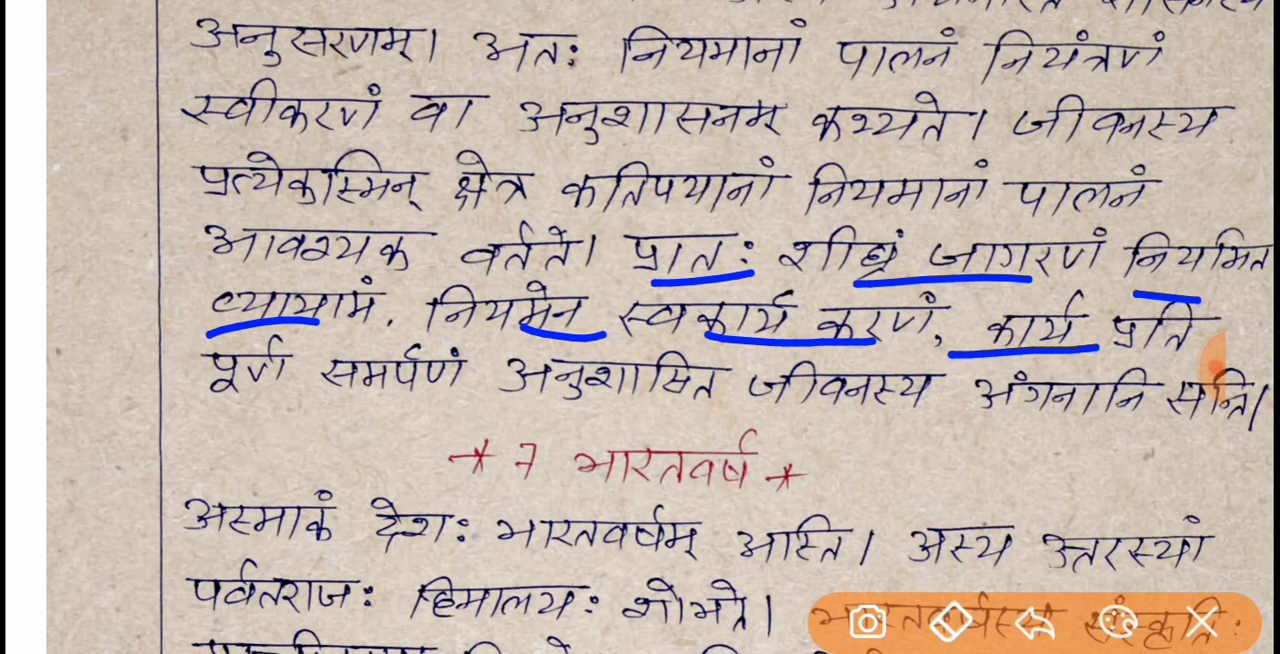 अनुसरणम्। अतः नियमानां पालनं नियंत्रणं
स्वीकरणं वा अनुशासनम् कथ्यते। जीवनस्य
प्रत्येकस्मिन् क्षेत्र कतिपयानां नियमानां पालनं
आवश्यक वर्तते। प्रातः शीघ्रं जागरणं नियमित
व्यायामं, नियमेन स्वकार्य करणं, कार्य प्रति
पूर्ण समर्पणं अनुशासित जीवनस्य अंगनानि सन्ति।
* 7 भारतवर्ष *
अस्माकं देशः भारतवर्षम् अस्ति। अस्य उत्तरस्यां
पर्वतराजः हिमालयः शोभते। भारतवर्षस्य संस्कृतिः